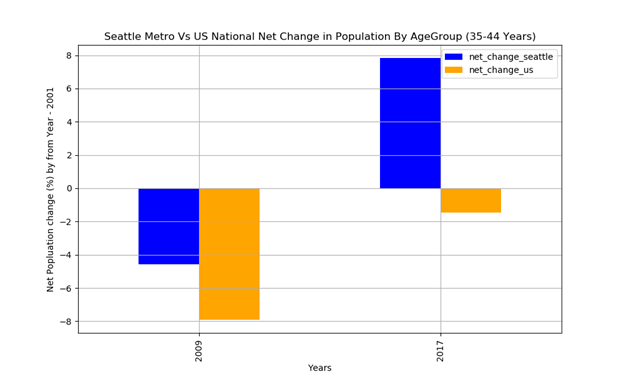 Seattle Metro Vs US National Net Change in Population By AgeGroup (35-44 Years)
net_change_seattle
net_change_us
Net Popluation change (%) by from Year - 2001
8
6
4
2
0
−2
−4
−6
−8
2009
2017
Years